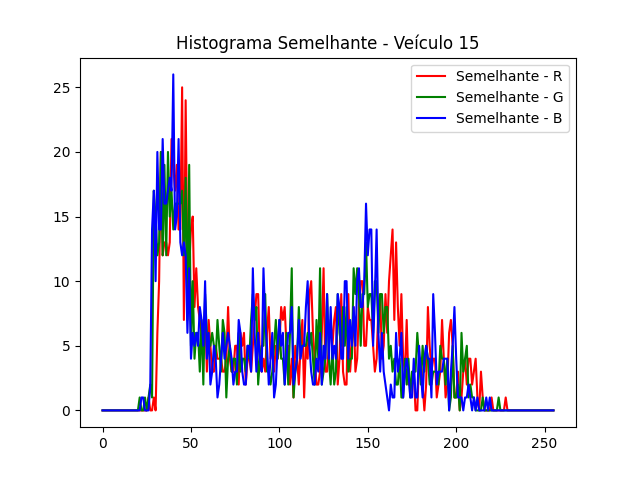 Histograma Semelhante - Veículo 15
Semelhante - R
Semelhante - G
Semelhante - B
25
20
15
10
5
0
0 50 100 150 200 250